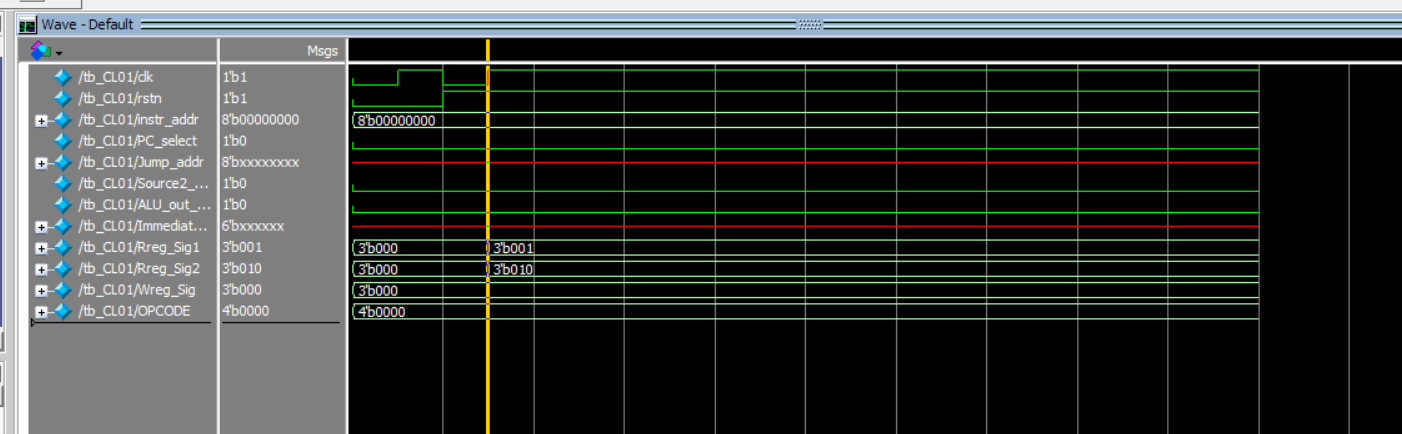 Wave - Default
Msgs
/tb_CL01/clk 1'b1
/tb_CL01/rstn 1'b1
/tb_CL01/instr_addr 8'b00000000 8'b00000000
/tb_CL01/PC_select 1'b0
/tb_CL01/Jump_addr 8'bxxxxxxxx
/tb_CL01/Source2_... 1'b0
/tb_CL01/ALU_out_... 1'b0
/tb_CL01/Immediat... 6'bxxxxxx
/tb_CL01/Rreg_Sig1 3'b001 3'b000 3'b001
/tb_CL01/Rreg_Sig2 3'b010 3'b000 3'b010
/tb_CL01/Wreg_Sig 3'b000 3'b000
/tb_CL01/OPCODE 4'b0000 4'b0000